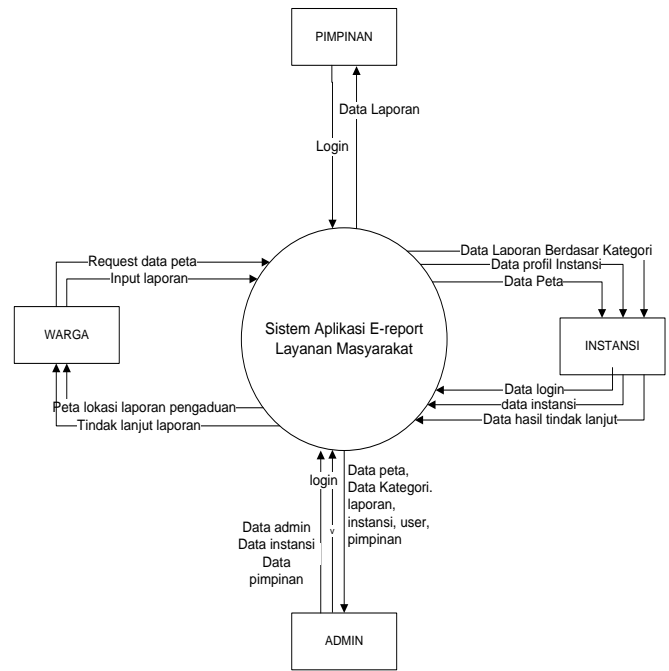 PIMPINAN
Data Laporan
Login
Request data peta
Input laporan
Data Laporan Berdasar Kategori
Data profil Instansi
Data Peta
WARGA
Sistem Aplikasi E-report
Layanan Masyarakat
INSTANSI
Peta lokasi laporan pengaduan
Tindak lanjut laporan
Data login
data instansi
Data hasil tindak lanjut
login
Data peta,
Data Kategori.
laporan,
instansi, user,
pimpinan
Data admin
Data instansi
Data
pimpinan
v
ADMIN